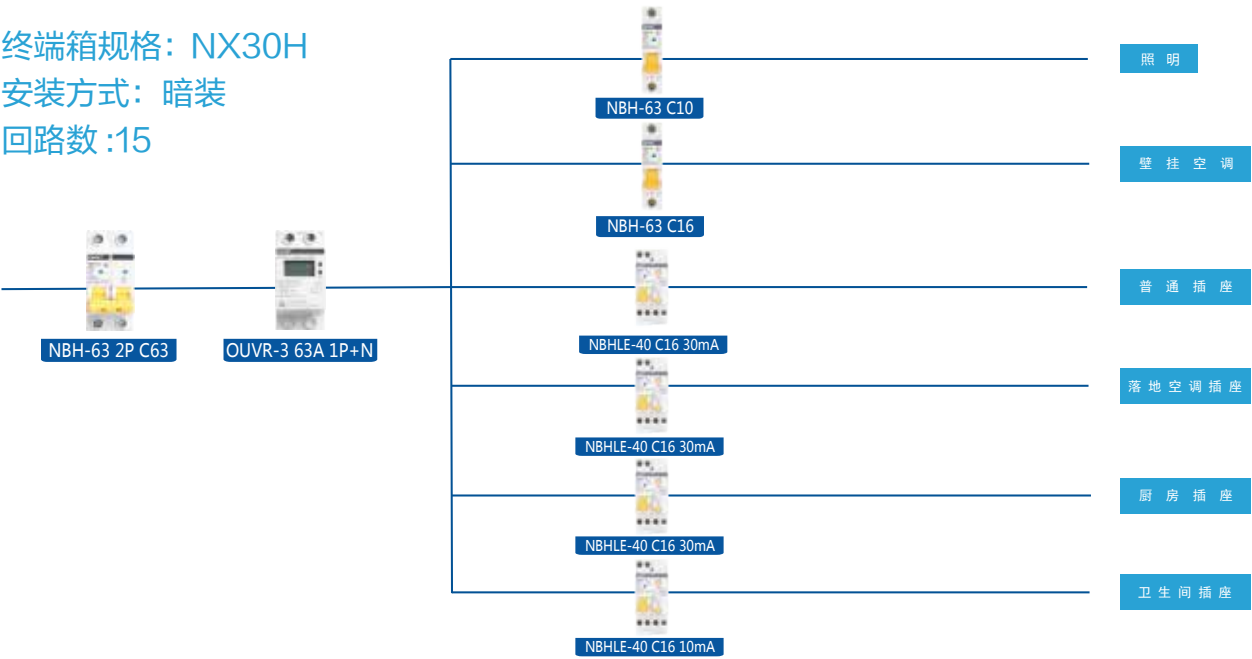 终端箱规格：NX30H
安装方式：暗装
回路数:15
NBH-63 C10
照明
NBH-63 C16
壁挂空调
NBH-63 2P C63
OUVR-3 63A 1P+N
NBHLE-40 C16 30mA
普通插座
NBHLE-40 C16 30mA
落地空调插座
NBHLE-40 C16 30mA
厨房插座
NBHLE-40 C16 10mA
卫生间插座